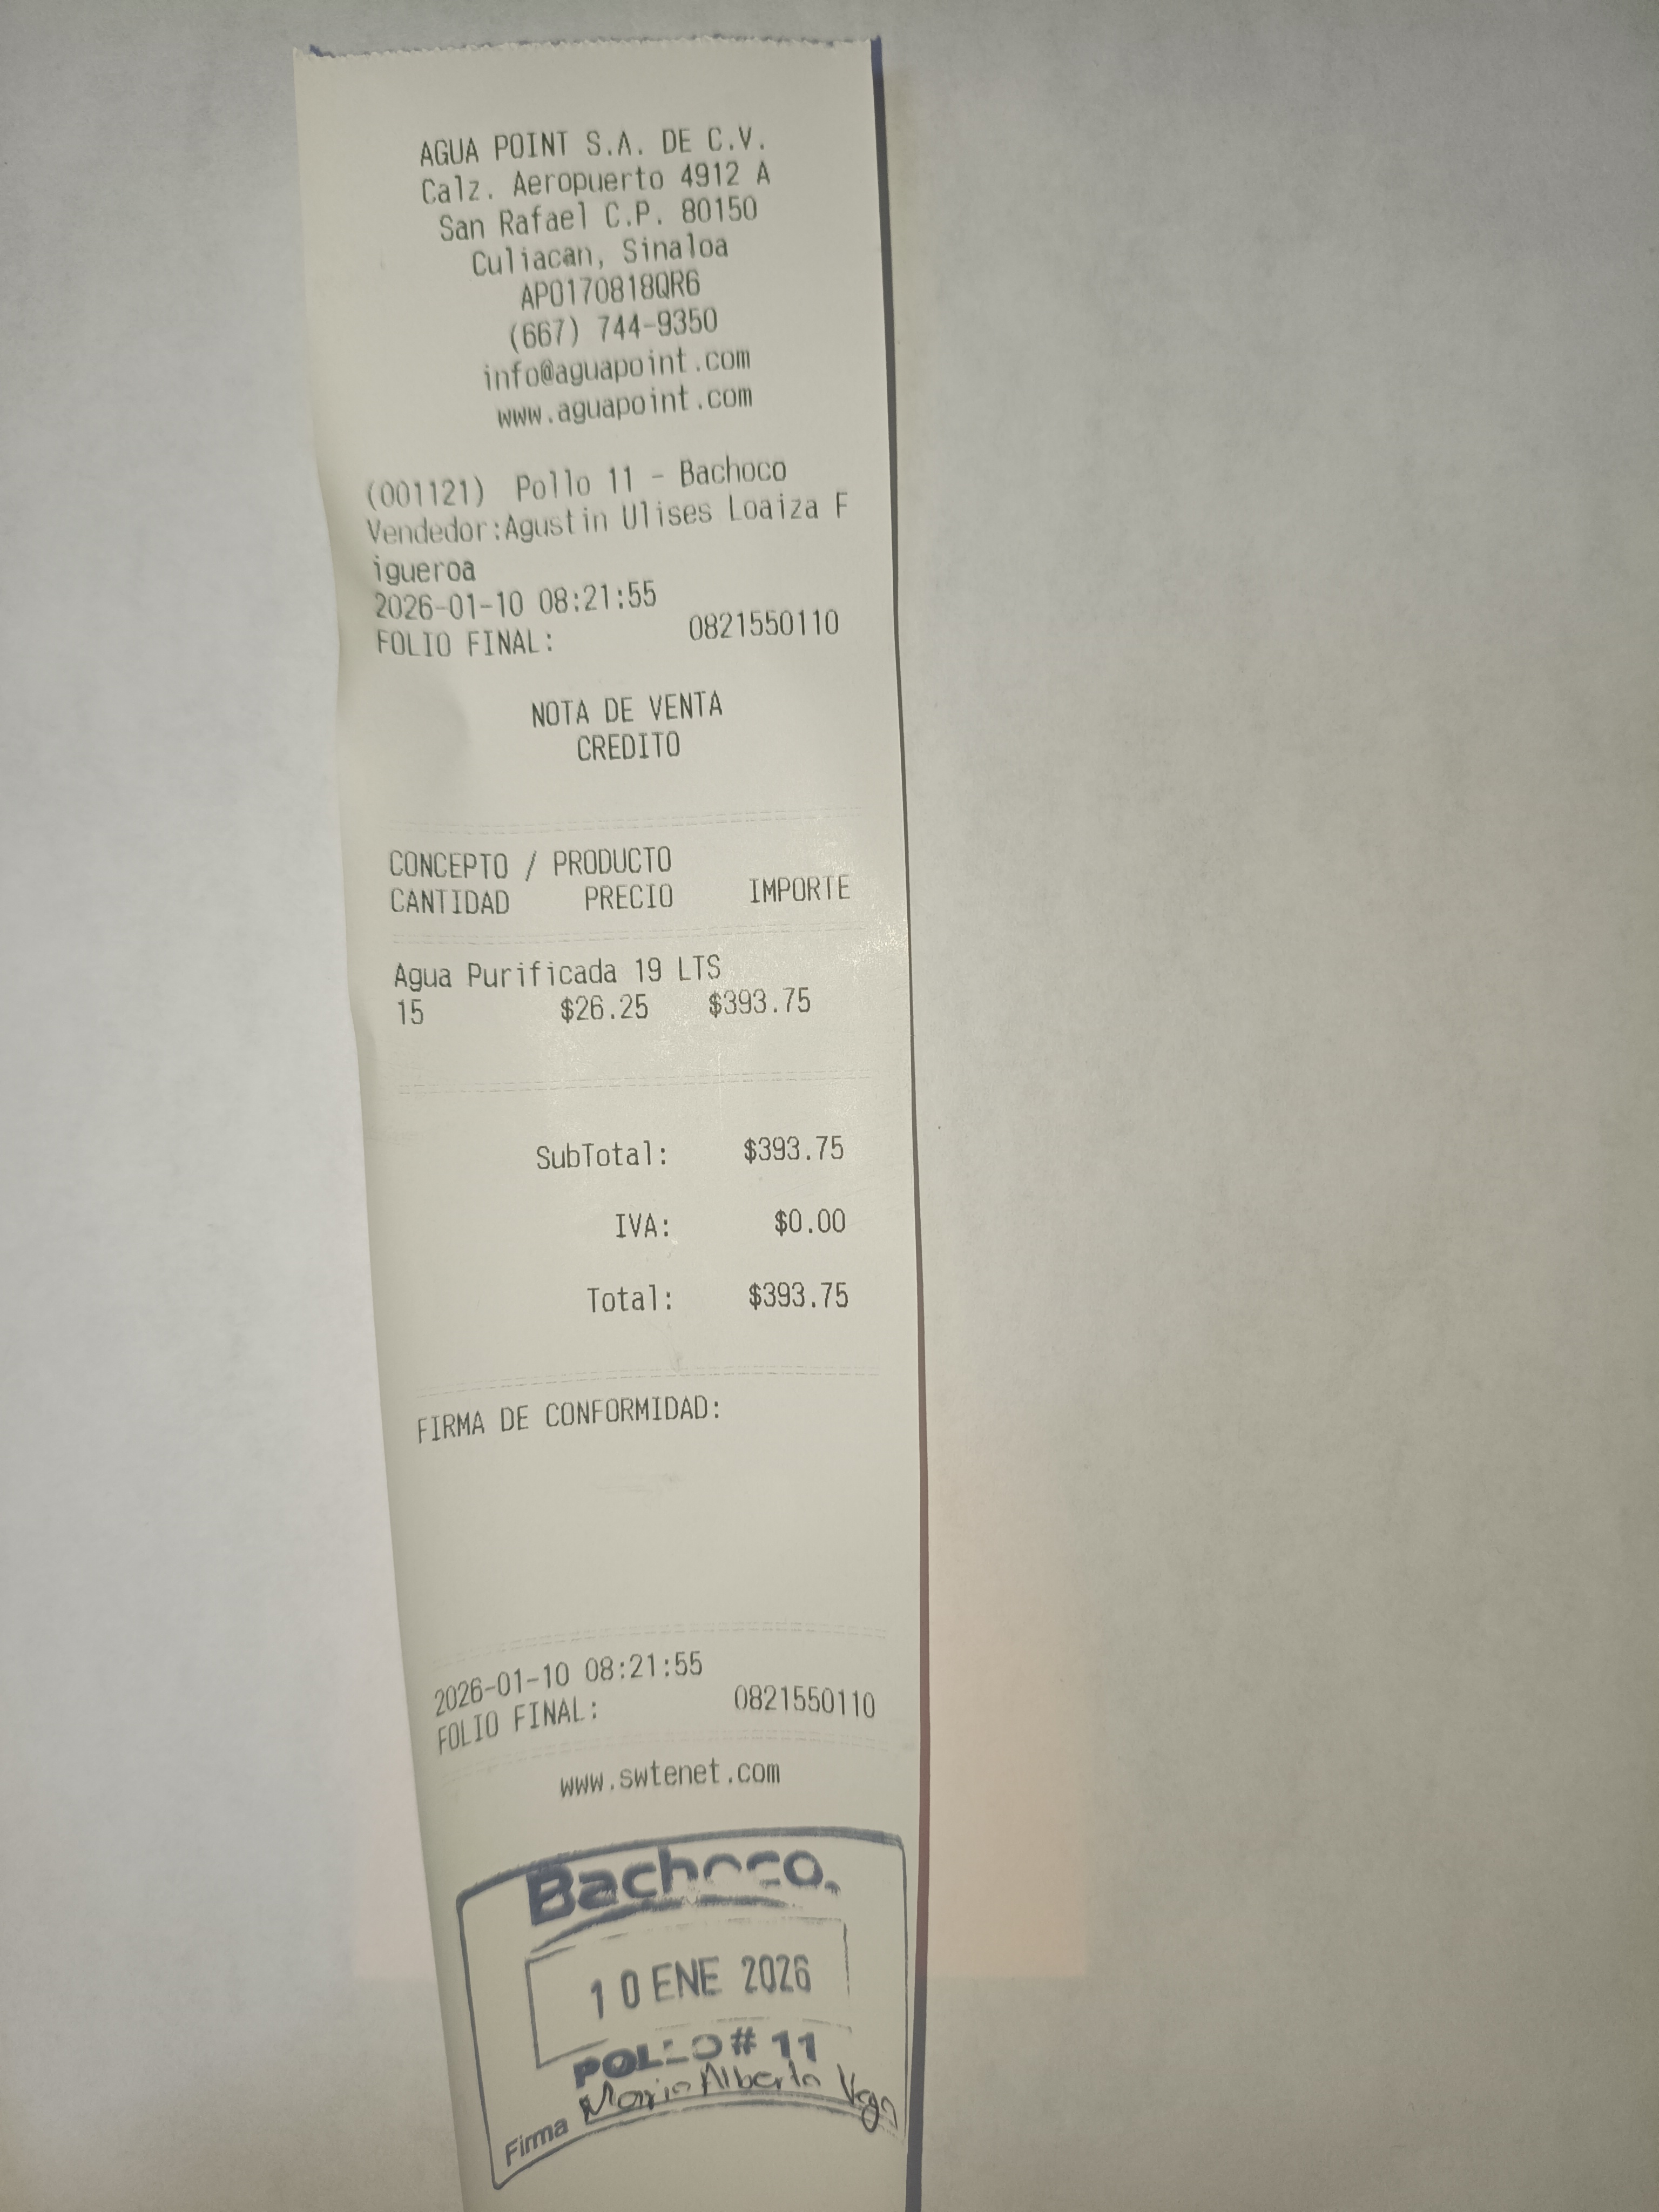 AGUA POINT S.A. DE C.V.
Calz. Aeropuerto 4912 A
San Rafael C.P. 80150
Culiacan, Sinaloa
APO170818QR6
(667) 744-9350
info@aguapoint.com
www.aguapoint.com
(001121) Pollo 11 - Bachoco
Vendedor:Agustin Ulises Loaiza F
igueroa
2026-01-10 08:21:55
FOLIO FINAL: 0821550110
NOTA DE VENTA
CREDITO
CONCEPTO / PRODUCTO
CANTIDAD PRECIO IMPORTE
Agua Purificada 19 LTS
15 $26.25 $393.75
SubTotal: $393.75
IVA: $0.00
Total: $393.75
FIRMA DE CONFORMIDAD:
2026-01-10 08:21:55
FOLIO FINAL: 0821550110
www.swtenet.com
Bachoco
10 ENE 2026
POLLO # 11
Firma Mario Alberto Vega